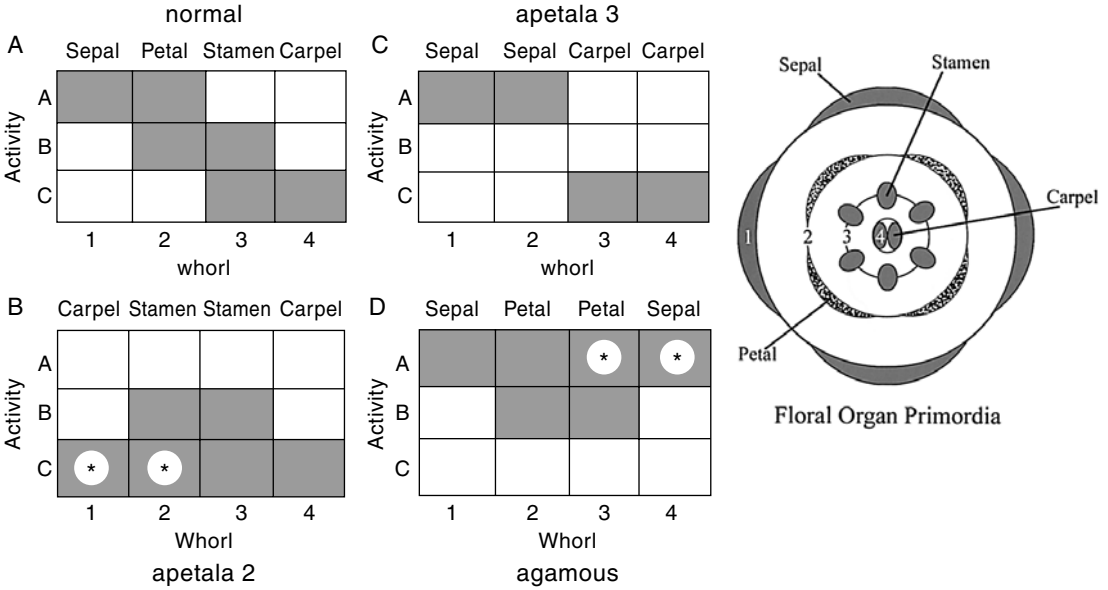 normal
A
Sepal Petal Stamen Carpel
Activity
A
B
C
1 2 3 4
whorl
apetala 3
C
Sepal Sepal Carpel Carpel
Activity
A
B
C
1 2 3 4
whorl
B
Carpel Stamen Stamen Carpel
Activity
A
B
C
* *
1 2 3 4
Whorl
apetala 2
D
Sepal Petal Petal Sepal
Activity
A
* *
B
C
1 2 3 4
Whorl
agamous
Sepal
Stamen
Carpel
1 2 3 4
Petal
Floral Organ Primordia